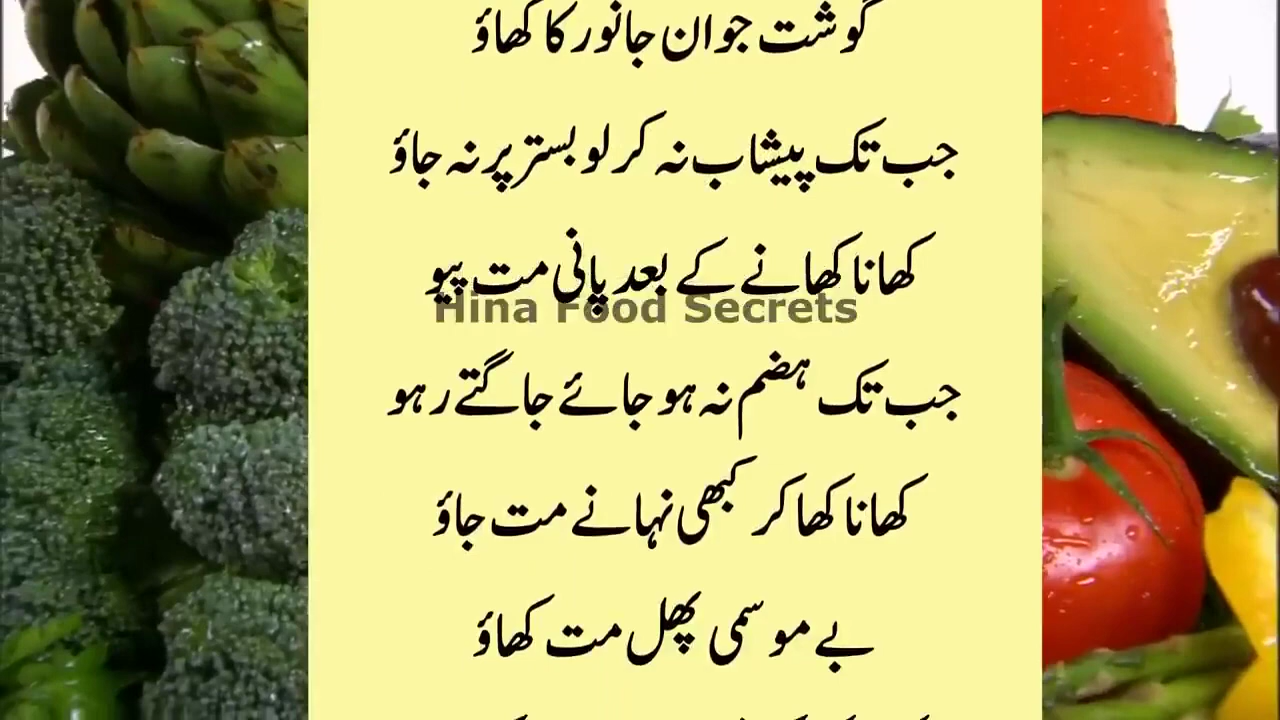 گوشت جوان جانور کا کھاؤ
جب تک پیشاب نہ کر لو بستر پر نہ جاؤ
کھانا کھانے کے بعد پانی مت پیو
Hina Food Secrets
جب تک ہضم نہ ہو جائے جاگتے رہو
کھانا کھا کر کبھی نہانے مت جاؤ
بے موسمی پھل مت کھاؤ